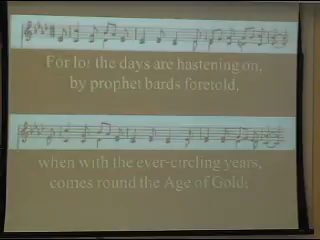 For lo! the days are hastening on,
by prophet bards foretold,
when with the ever-circling years,
comes round the Age of Gold;